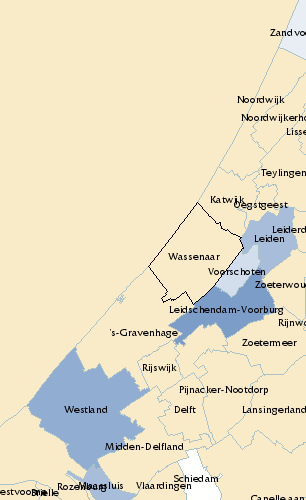 Zandvoo
Noordwijk
Noordwijkerho
Lisse
Teylingen
Katwijk
Oegstgeest
Leiderd
Leiden
Wassenaar
Voorschoten
Zoeterwou
Leidschendam-Voorburg
Rijnwo
's-Gravenhage
Zoetermeer
Rijswijk
Pijnacker-Nootdorp
Westland
Delft
Lansingerland
Midden-Delfland
Schiedam
Maassluis
Vlaardingen
Rozenburg
estvoorne
Brielle
Capelle aan